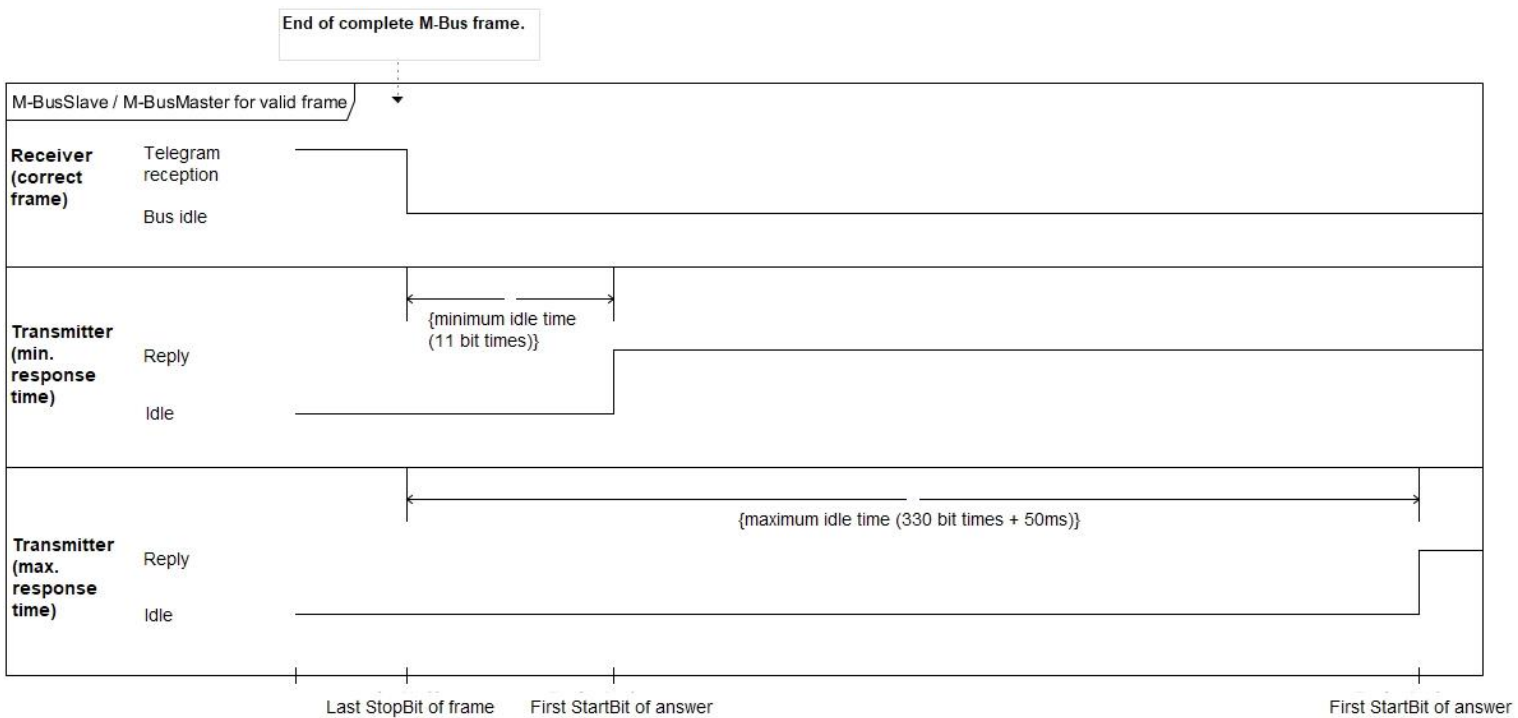 End of complete M-Bus frame.
M-BusSlave / M-BusMaster for valid frame
Receiver
(correct
frame)
Telegram
reception
Bus idle
{minimum idle time
(11 bit times)}
Transmitter
(min.
response
time)
Reply
Idle
{maximum idle time (330 bit times + 50ms)}
Transmitter
(max.
response
time)
Reply
Idle
Last StopBit of frame
First StartBit of answer
First StartBit of answer